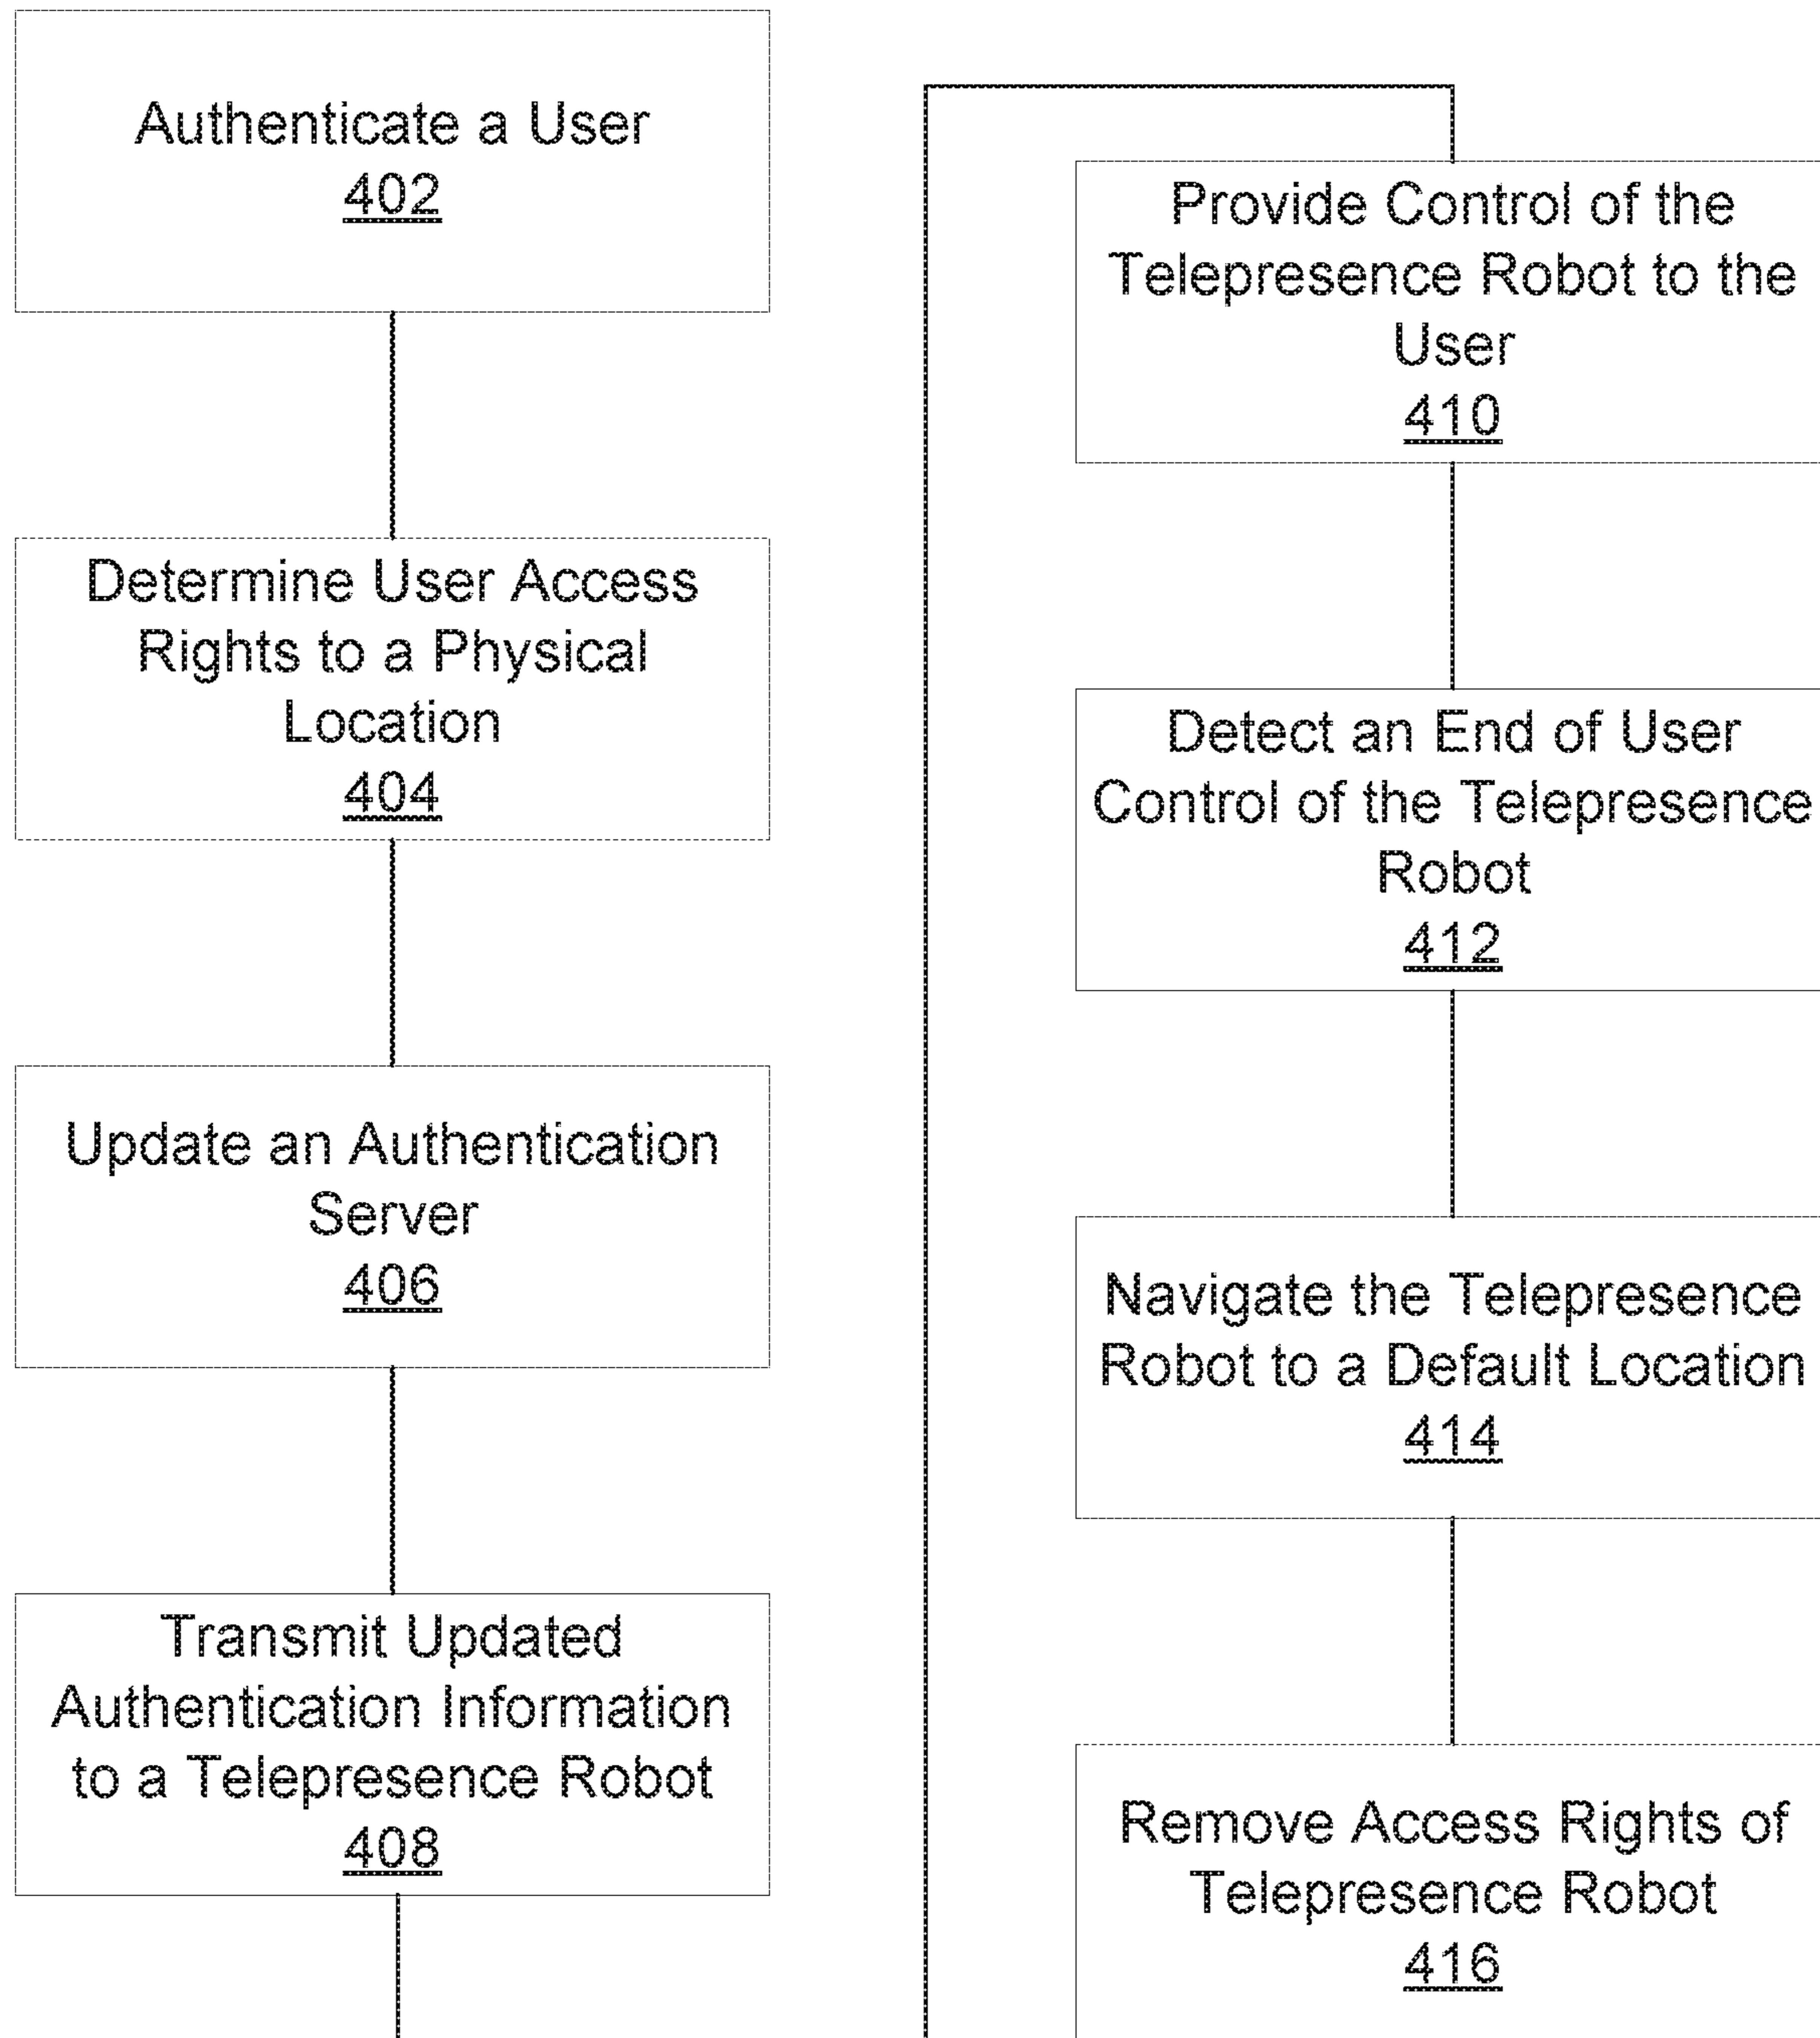 Authenticate a User
402
Determine User Access
Rights to a Physical
Location
404
Update an Authentication
Server
406
Transmit Updated
Authentication Information
to a Telepresence Robot
408
Provide Control of the
Telepresence Robot to the
User
410
Detect an End of User
Control of the Telepresence
Robot
412
Navigate the Telepresence
Robot to a Default Location
414
Remove Access Rights of
Telepresence Robot
416